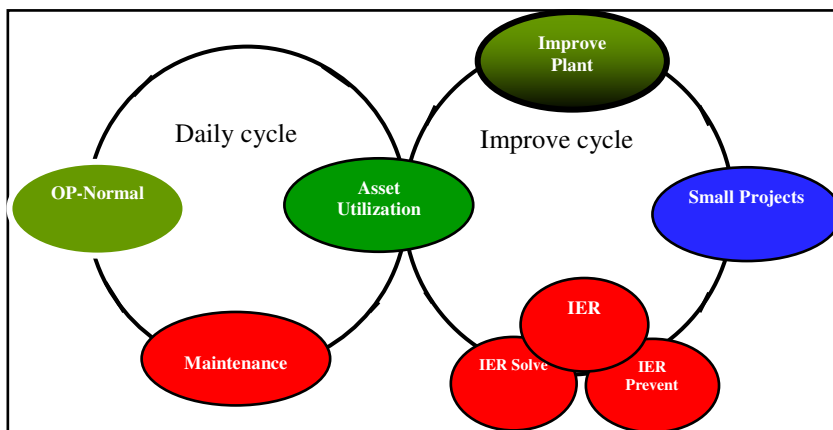 Improve
Plant
Daily cycle
Improve cycle
OP-Normal
Asset
Utilization
Small Projects
IER
Maintenance
IER Solve
IER
Prevent